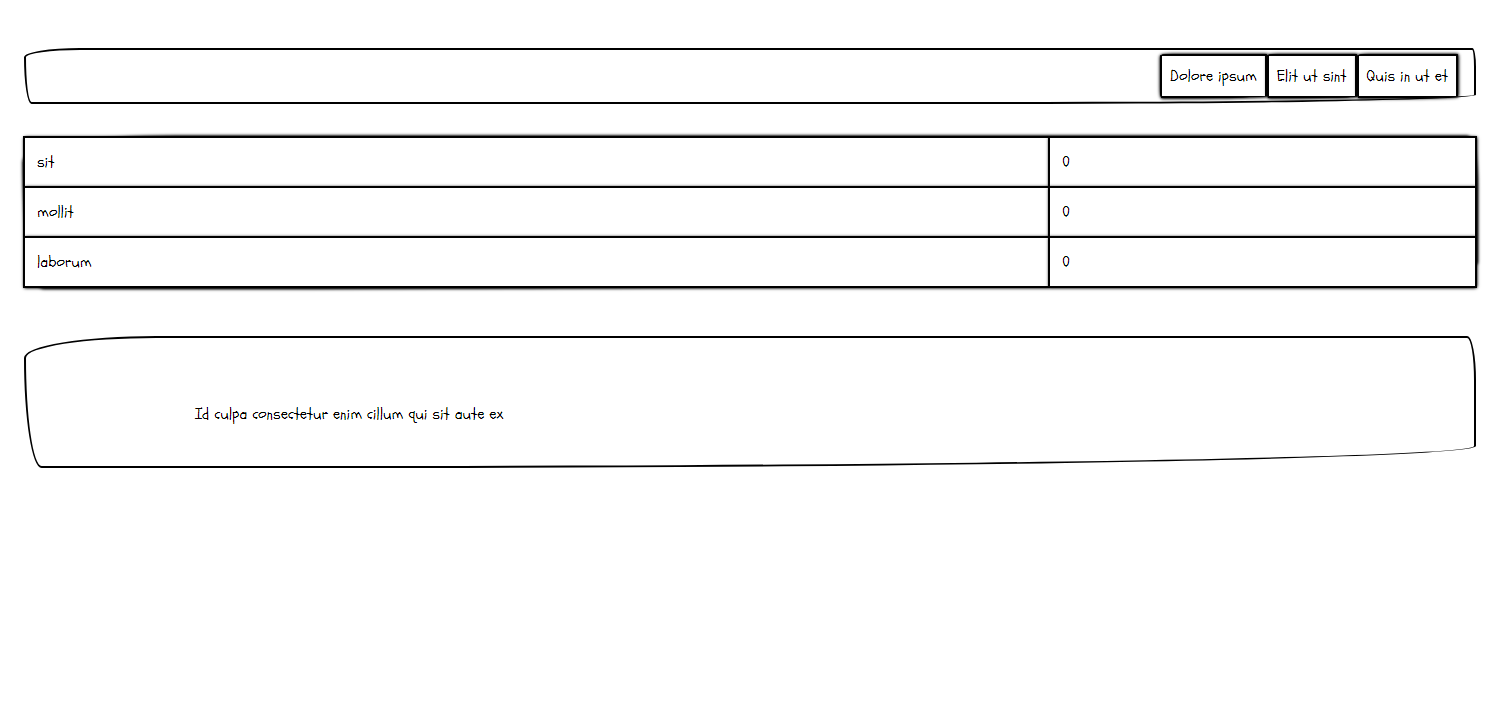 Dolore ipsum Elit ut sint Quis in ut et
sit 0
mollit 0
laborum 0
Id culpa consectetur enim cillum qui sit aute ex